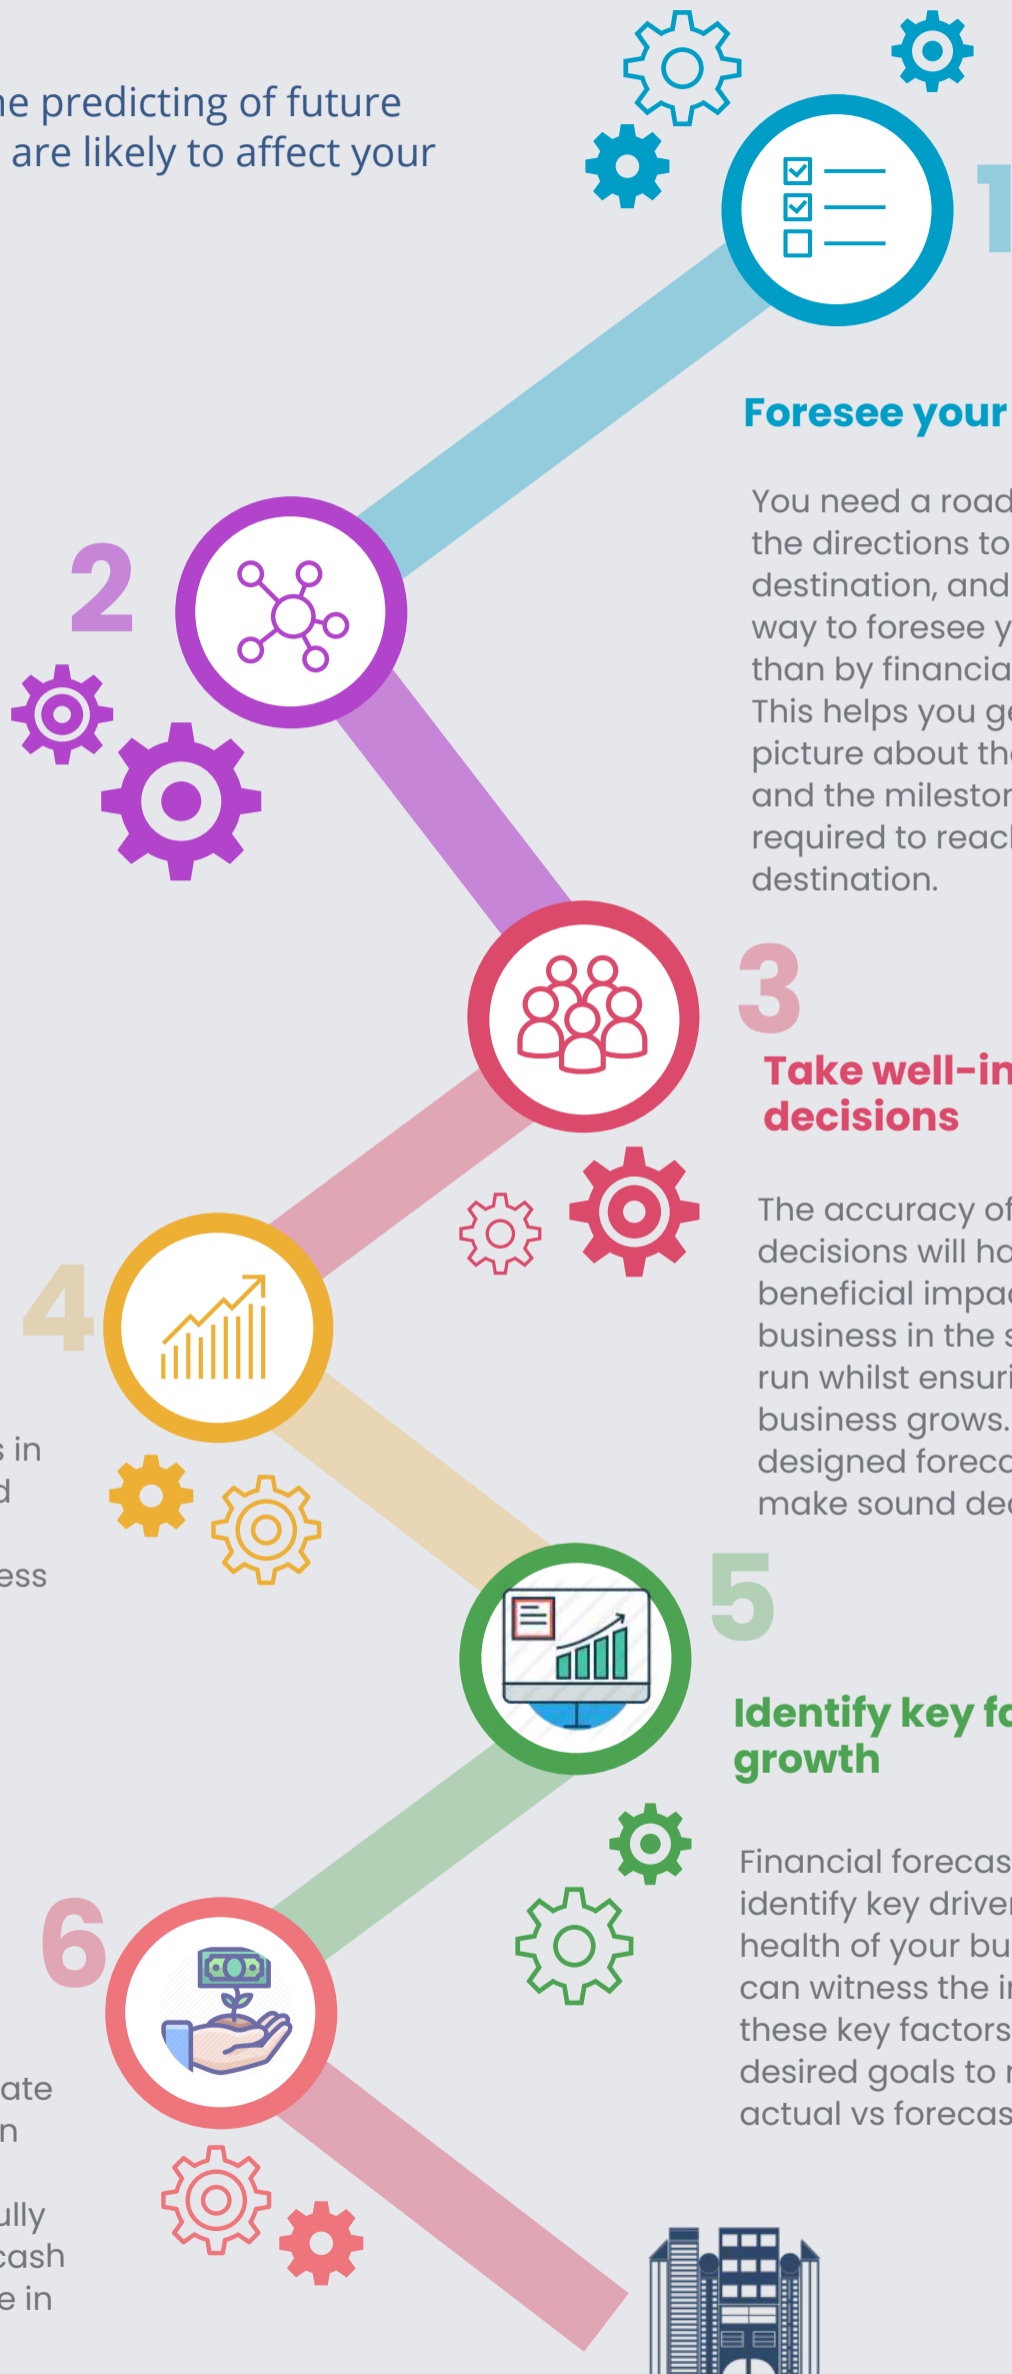 he predicting of future
are likely to affect your
1
Foresee your
You need a road
the directions to
destination, and
way to foresee y
than by financia
This helps you ge
picture about the
and the mileston
required to reach
destination.
2
3
Take well-in
decisions
The accuracy of
decisions will ha
beneficial impac
business in the s
run whilst ensuri
business grows.
designed foreca
make sound dec
4
s in
d
ess
5
Identify key fa
growth
Financial forecas
identify key driver
health of your bu
can witness the i
these key factors
desired goals to r
actual vs forecas
6
ate
n
ully
cash
e in